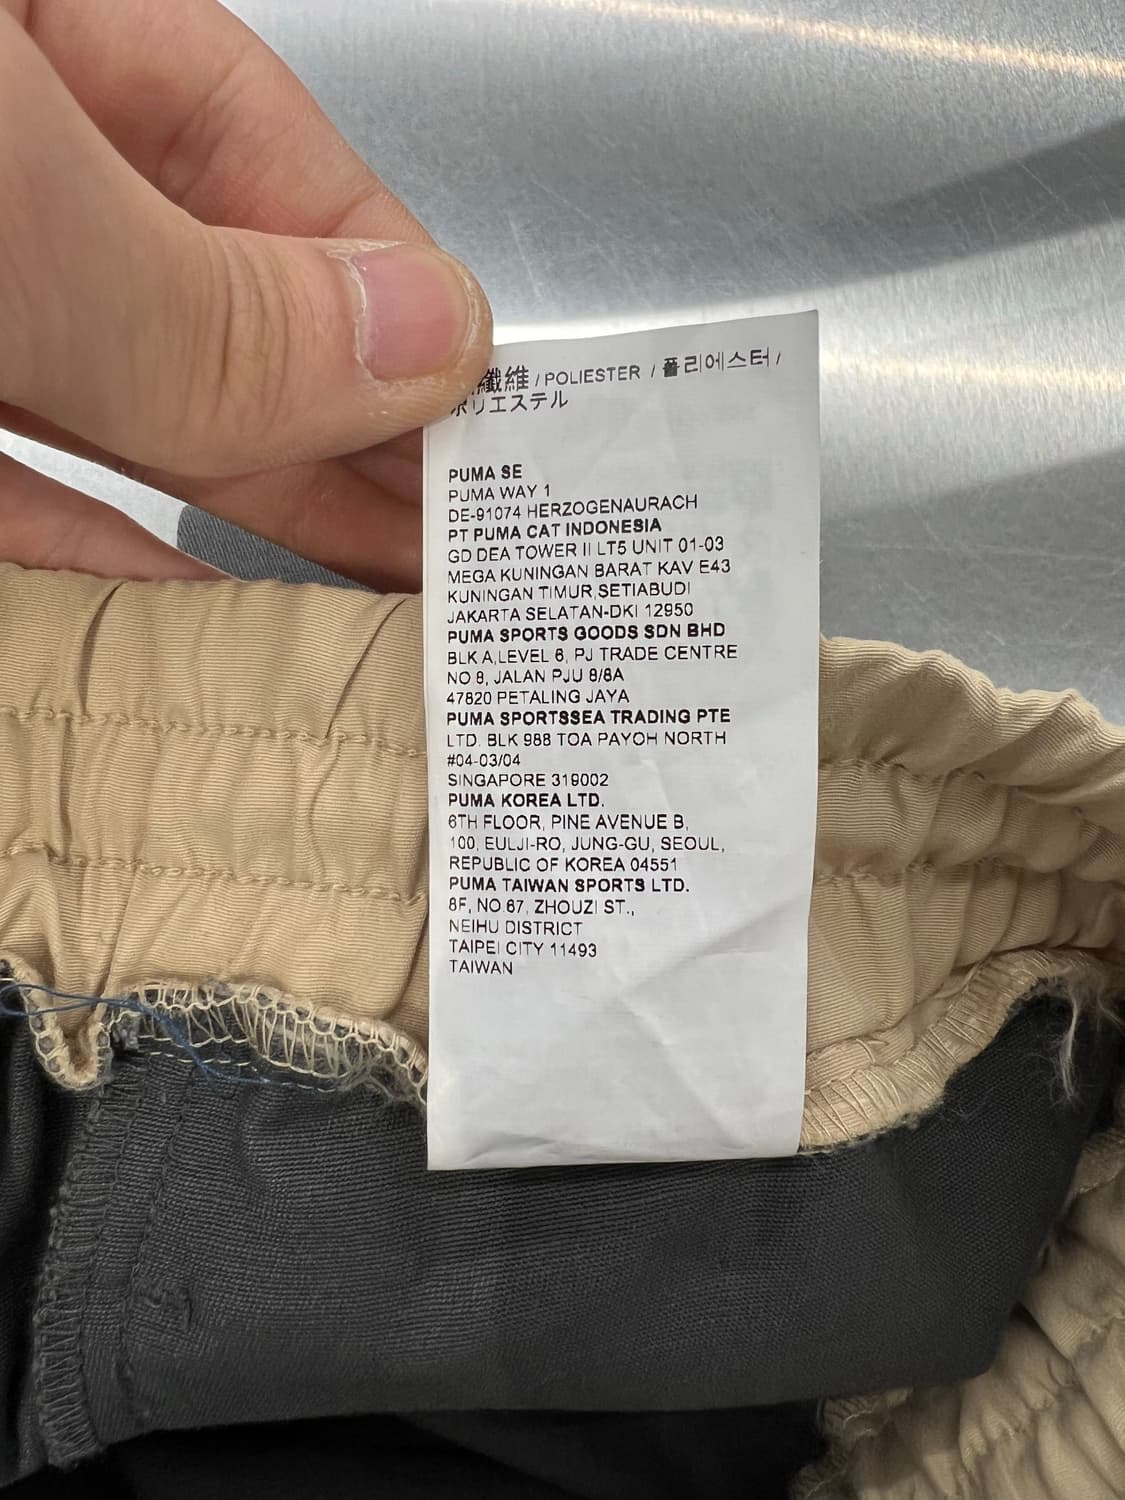 纖維 / POLIESTER / 폴리에스터 /
ポリエステル
PUMA SE
PUMA WAY 1
DE-91074 HERZOGENAURACH
PT PUMA CAT INDONESIA
GD DEA TOWER II LT5 UNIT 01-03
MEGA KUNINGAN BARAT KAV E43
KUNINGAN TIMUR,SETIABUDI
JAKARTA SELATAN-DKI 12950
PUMA SPORTS GOODS SDN BHD
BLK A,LEVEL 6, PJ TRADE CENTRE
NO.8, JALAN PJU 8/8A
47820 PETALING JAYA
PUMA SPORTSSEA TRADING PTE
LTD. BLK 988 TOA PAYOH NORTH
#04-03/04
SINGAPORE 319002
PUMA KOREA LTD.
6TH FLOOR, PINE AVENUE B,
100, EULJI-RO, JUNG-GU, SEOUL,
REPUBLIC OF KOREA 04551
PUMA TAIWAN SPORTS LTD.
8F, NO.67, ZHOUZI ST.,
NEIHU DISTRICT
TAIPEI CITY 11493
TAIWAN